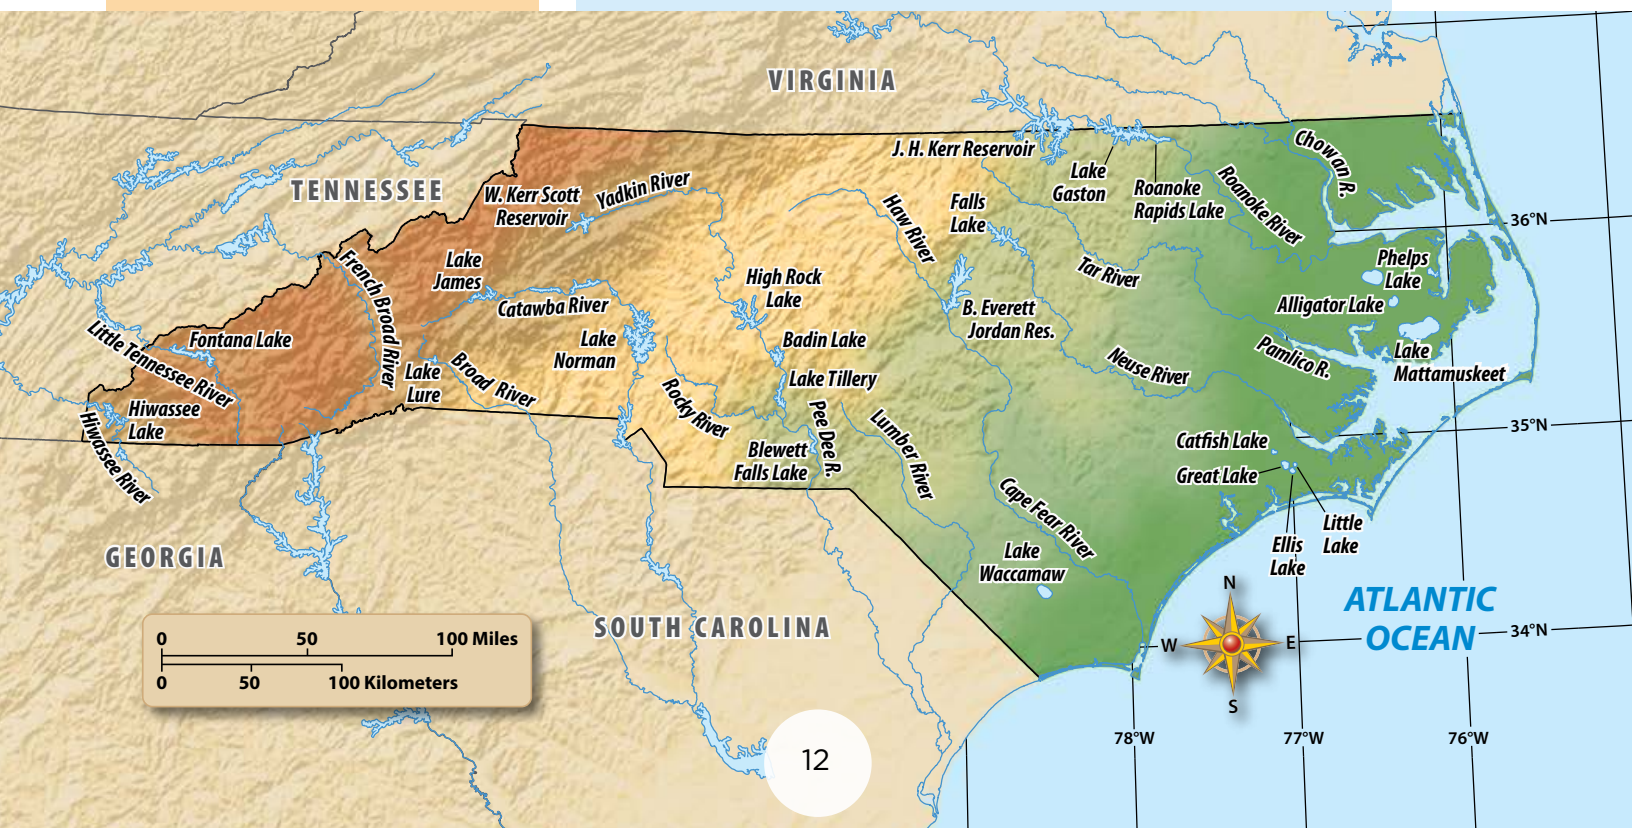 VIRGINIA
J. H. Kerr Reservoir
Chowan R.
Lake
Gaston
Roanoke
Rapids Lake
Roanoke River
TENNESSEE
W. Kerr Scott
Reservoir
Yadkin River
Haw River
Falls
Lake
36°N
French Broad River
Lake
James
Catawba River
High Rock
Lake
Tar River
Phelps
Lake
Alligator Lake
B. Everett
Jordan Res.
Little Tennessee River
Fontana Lake
Lake
Norman
Badin Lake
Pamlico R.
Lake
Mattamuskeet
Lake
Lure
Broad River
Lake Tillery
Neuse River
Rocky River
Pee Dee R.
Lumber River
Hiwassee
Lake
Hiwassee River
Blewett
Falls Lake
Catfish Lake
35°N
Great Lake
Cape Fear River
Little
Lake
Ellis
Lake
GEORGIA
Lake
Waccamaw
SOUTH CAROLINA
ATLANTIC
OCEAN
34°N
N
W
E
S
0 50 100 Miles
0 50 100 Kilometers
78°W
77°W
76°W
12